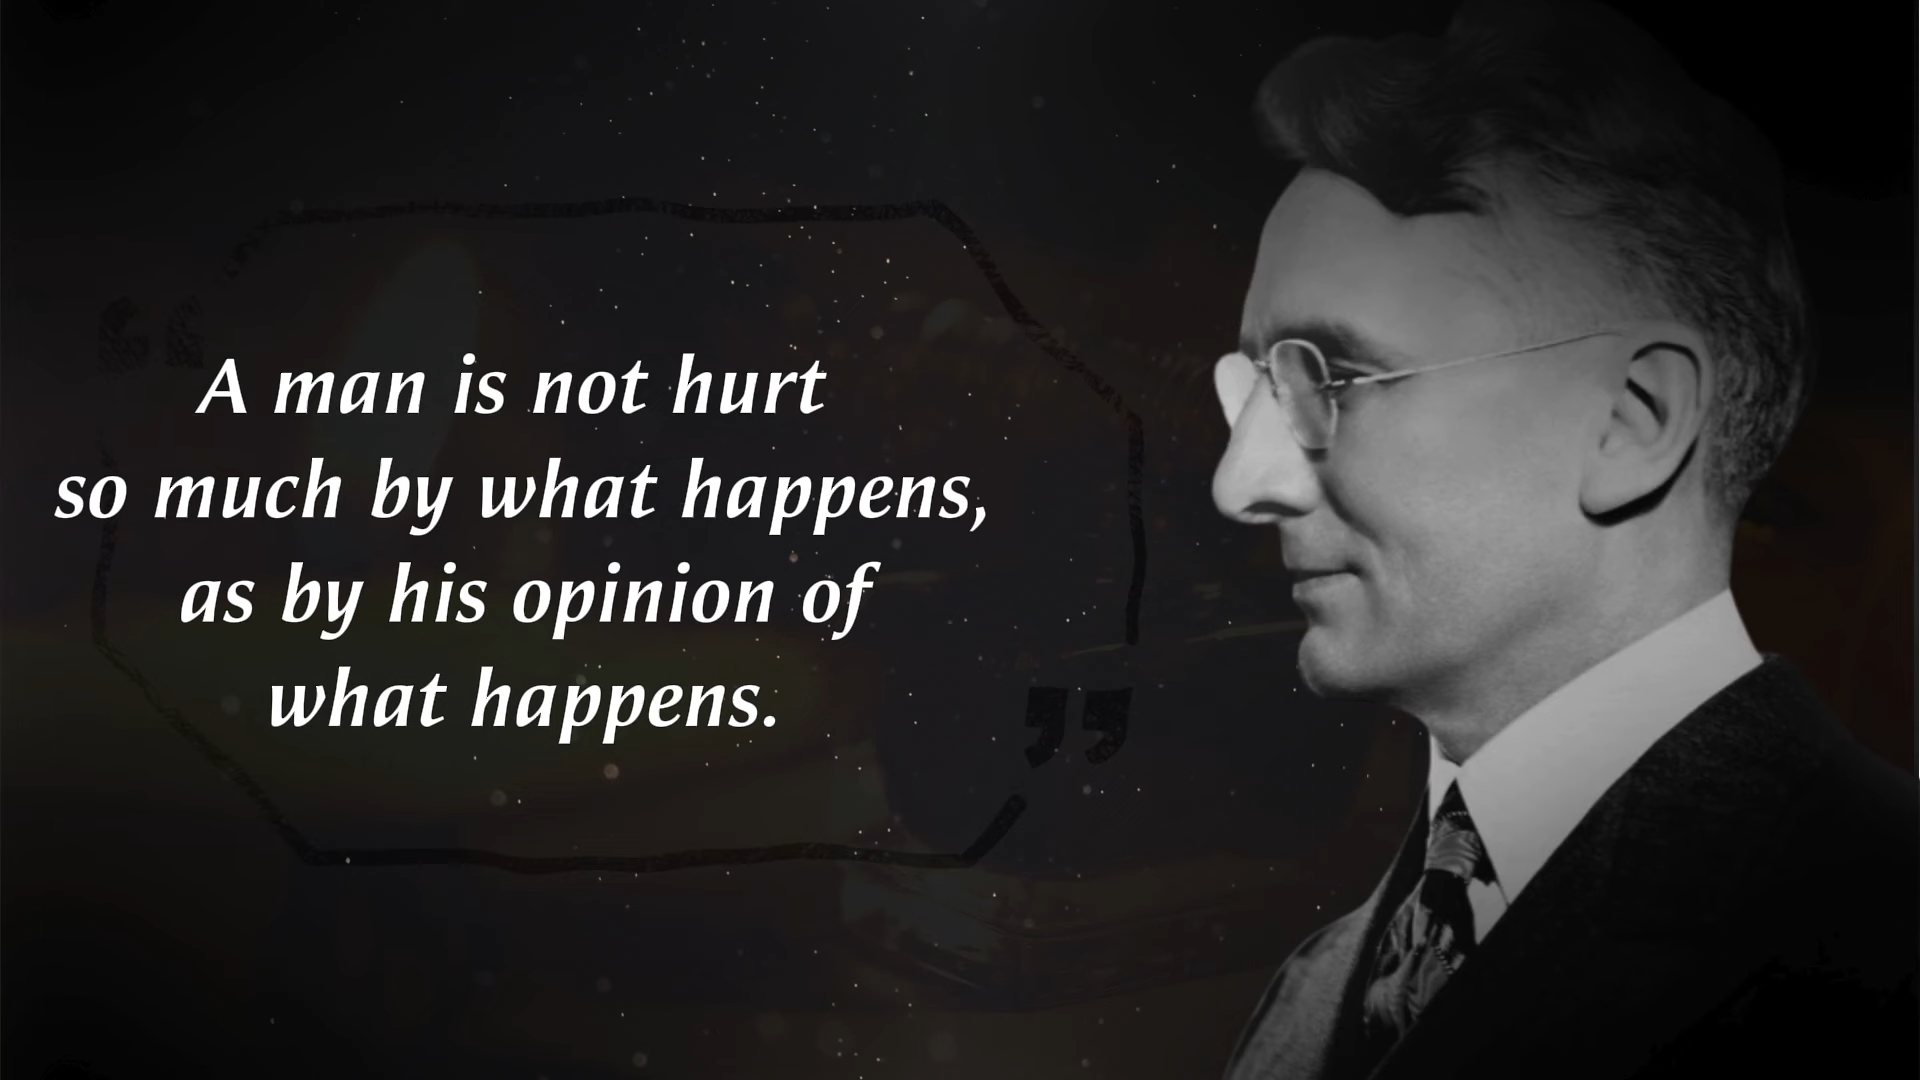 A man is not hurt
so much by what happens,
as by his opinion of
what happens.